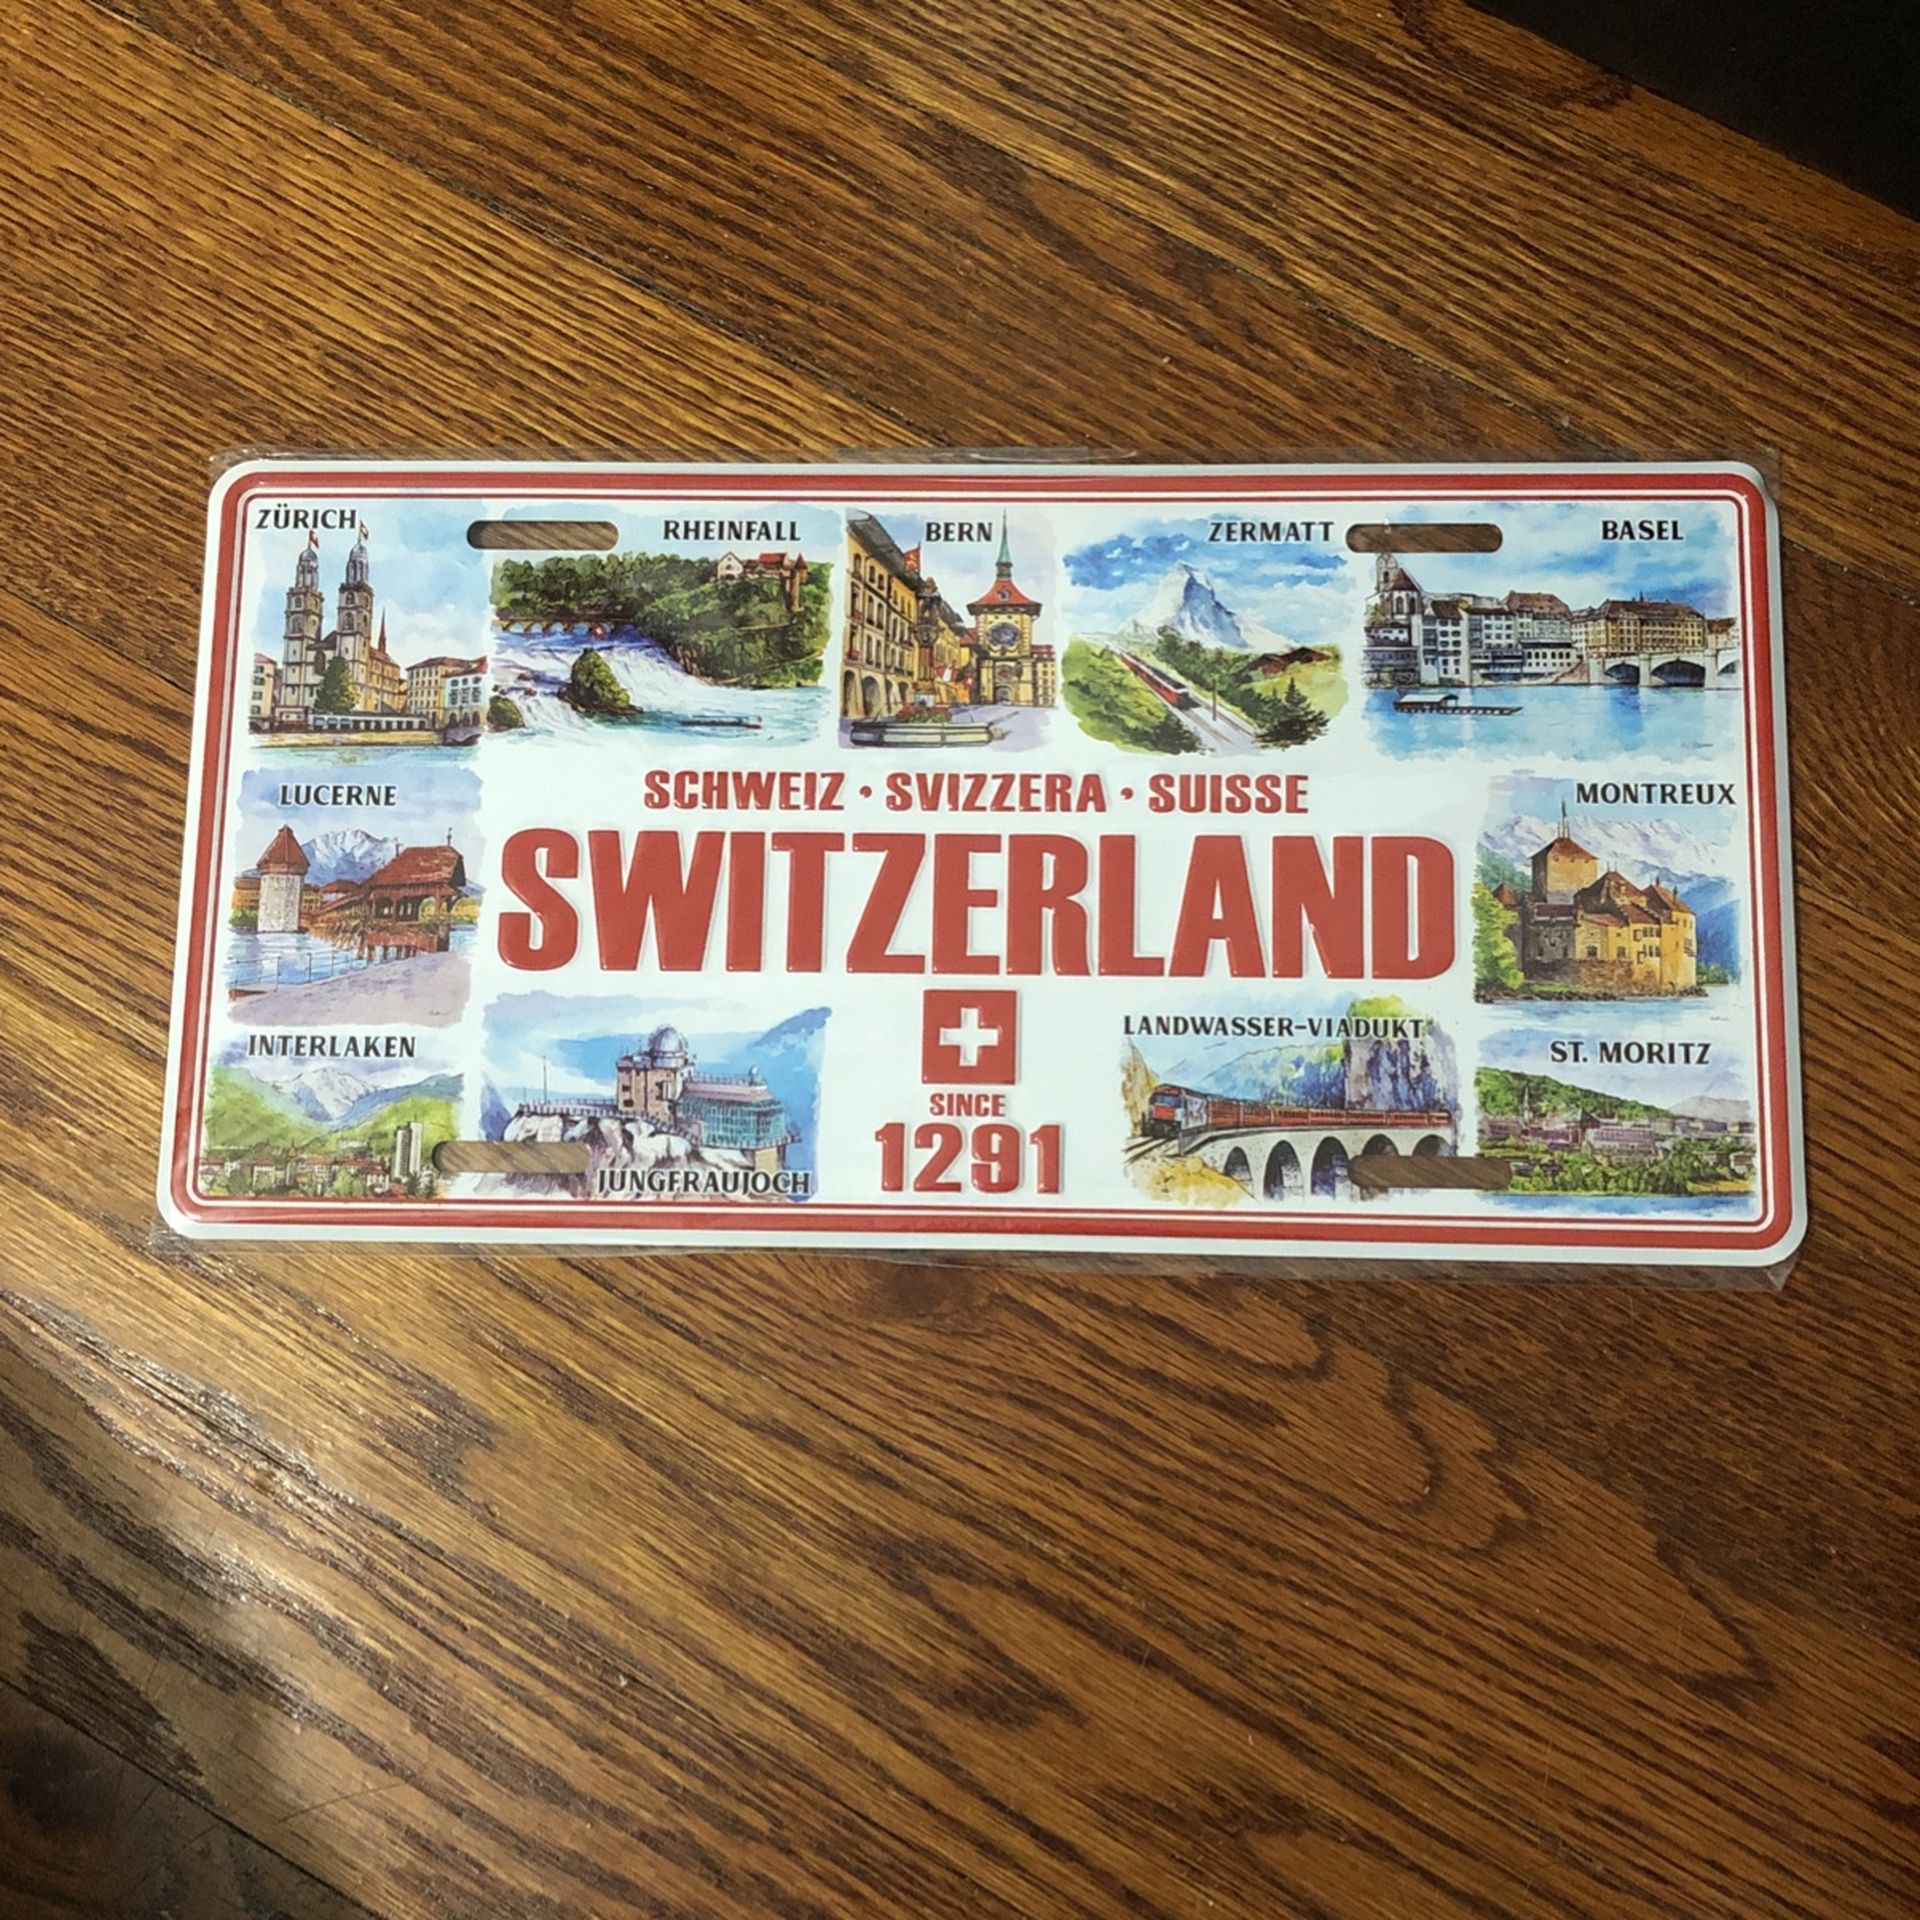 ZÜRICH
RHEINFALL
BERN
ZERMATT
BASEL
SCHWEIZ • SVIZZERA • SUISSE
SWITZERLAND
LUCERNE
MONTREUX
INTERLAKEN
JUNGFRAUJOCH
SINCE
1291
LANDWASSER-VIADUKT
ST. MORITZ